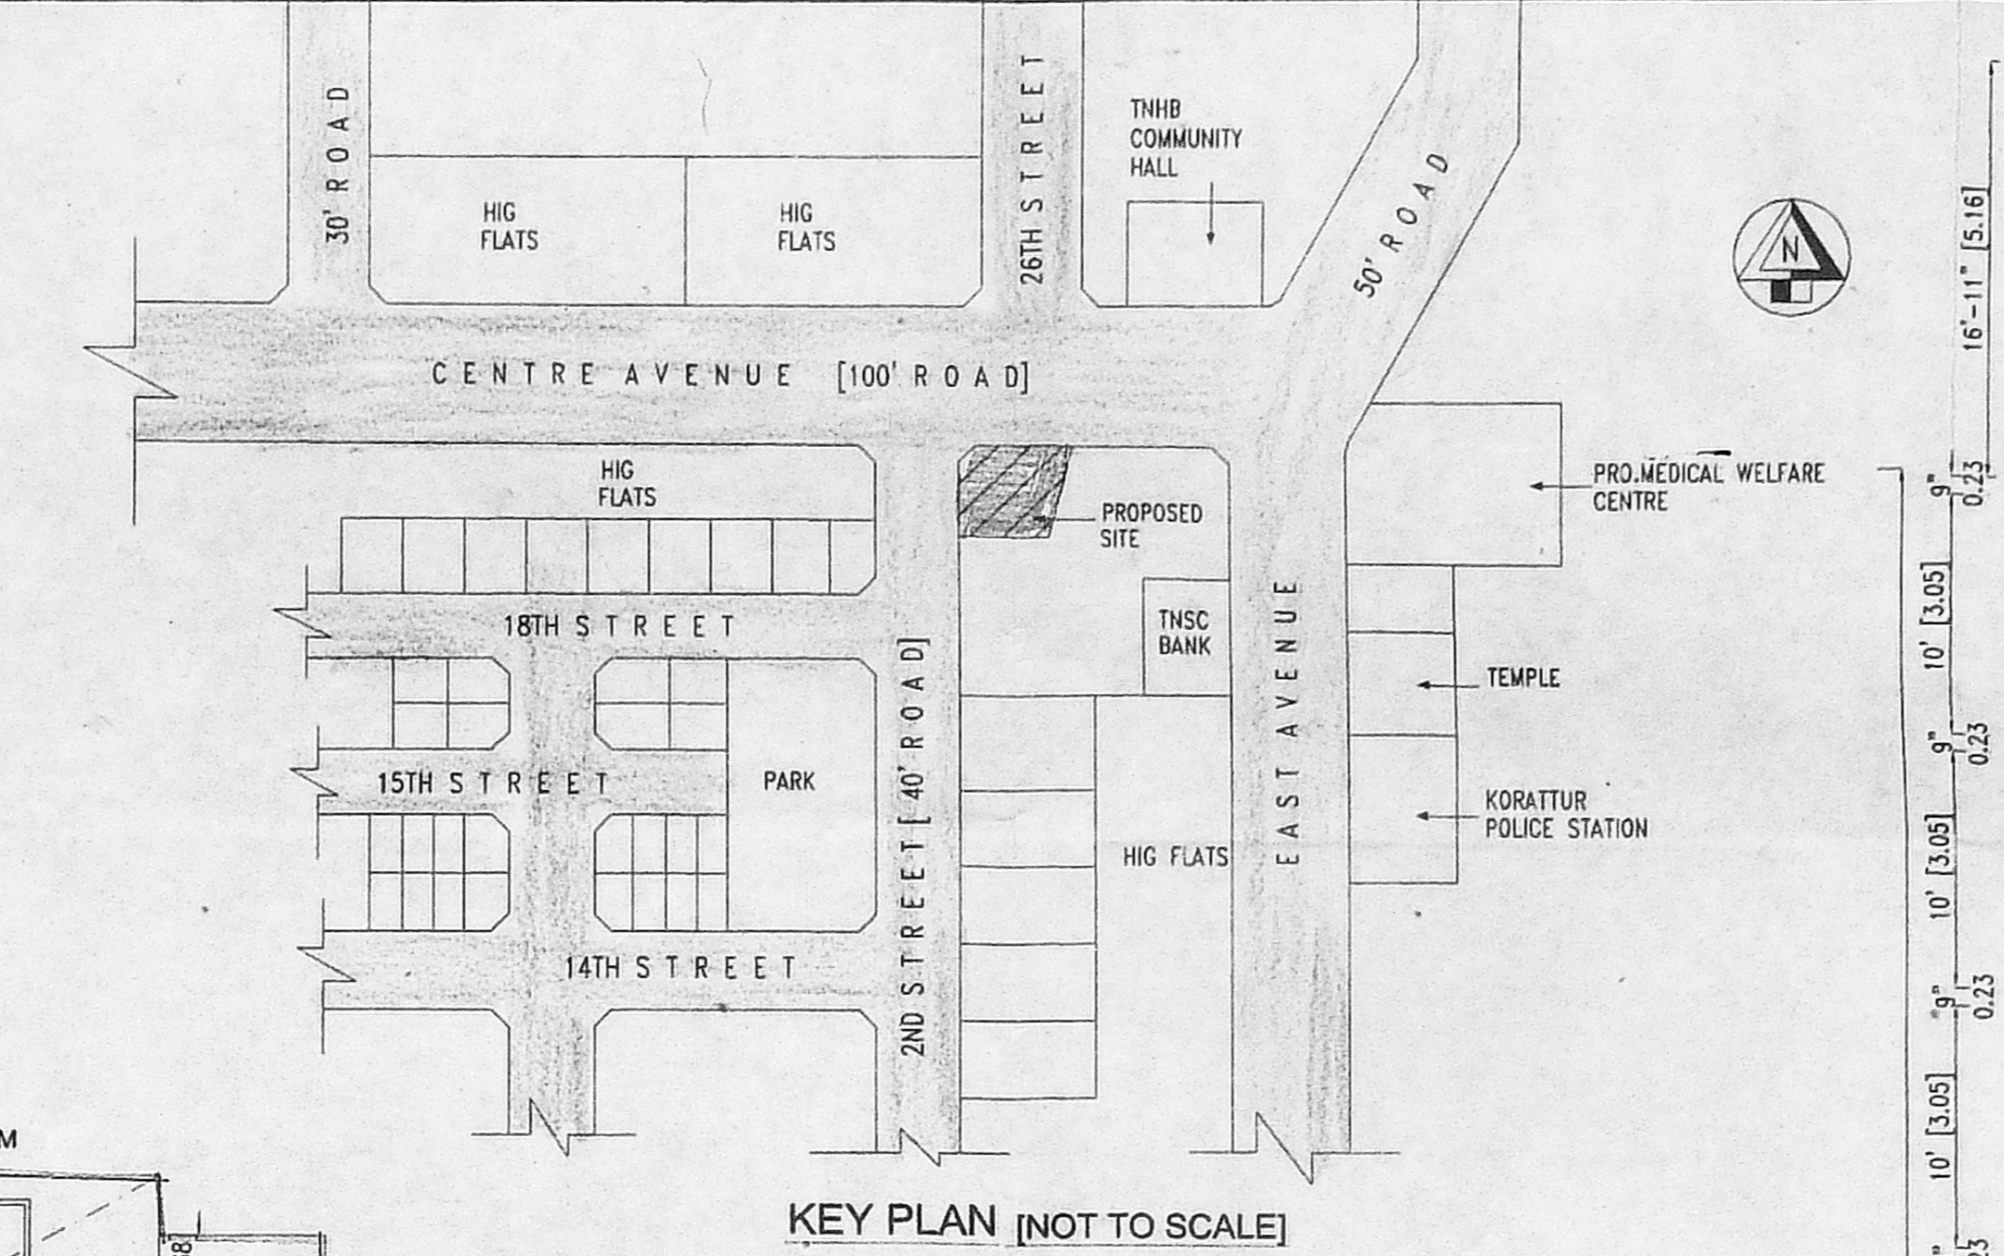 30' ROAD
26TH STREET
TNHB
COMMUNITY
HALL
50' ROAD
HIG
FLATS
HIG
FLATS
N
16'-11" [5.16]
CENTRE AVENUE [100' ROAD]
HIG
FLATS
PROPOSED
SITE
PRO.MEDICAL WELFARE
CENTRE
9"
0.23
10' [3.05]
18TH STREET
TNSC
BANK
EAST AVENUE
TEMPLE
9"
0.23
15TH STREET
PARK
2ND STREET [40' ROAD]
HIG FLATS
KORATTUR
POLICE STATION
10' [3.05]
14TH STREET
9"
0.23
10' [3.05]
M
KEY PLAN [NOT TO SCALE]